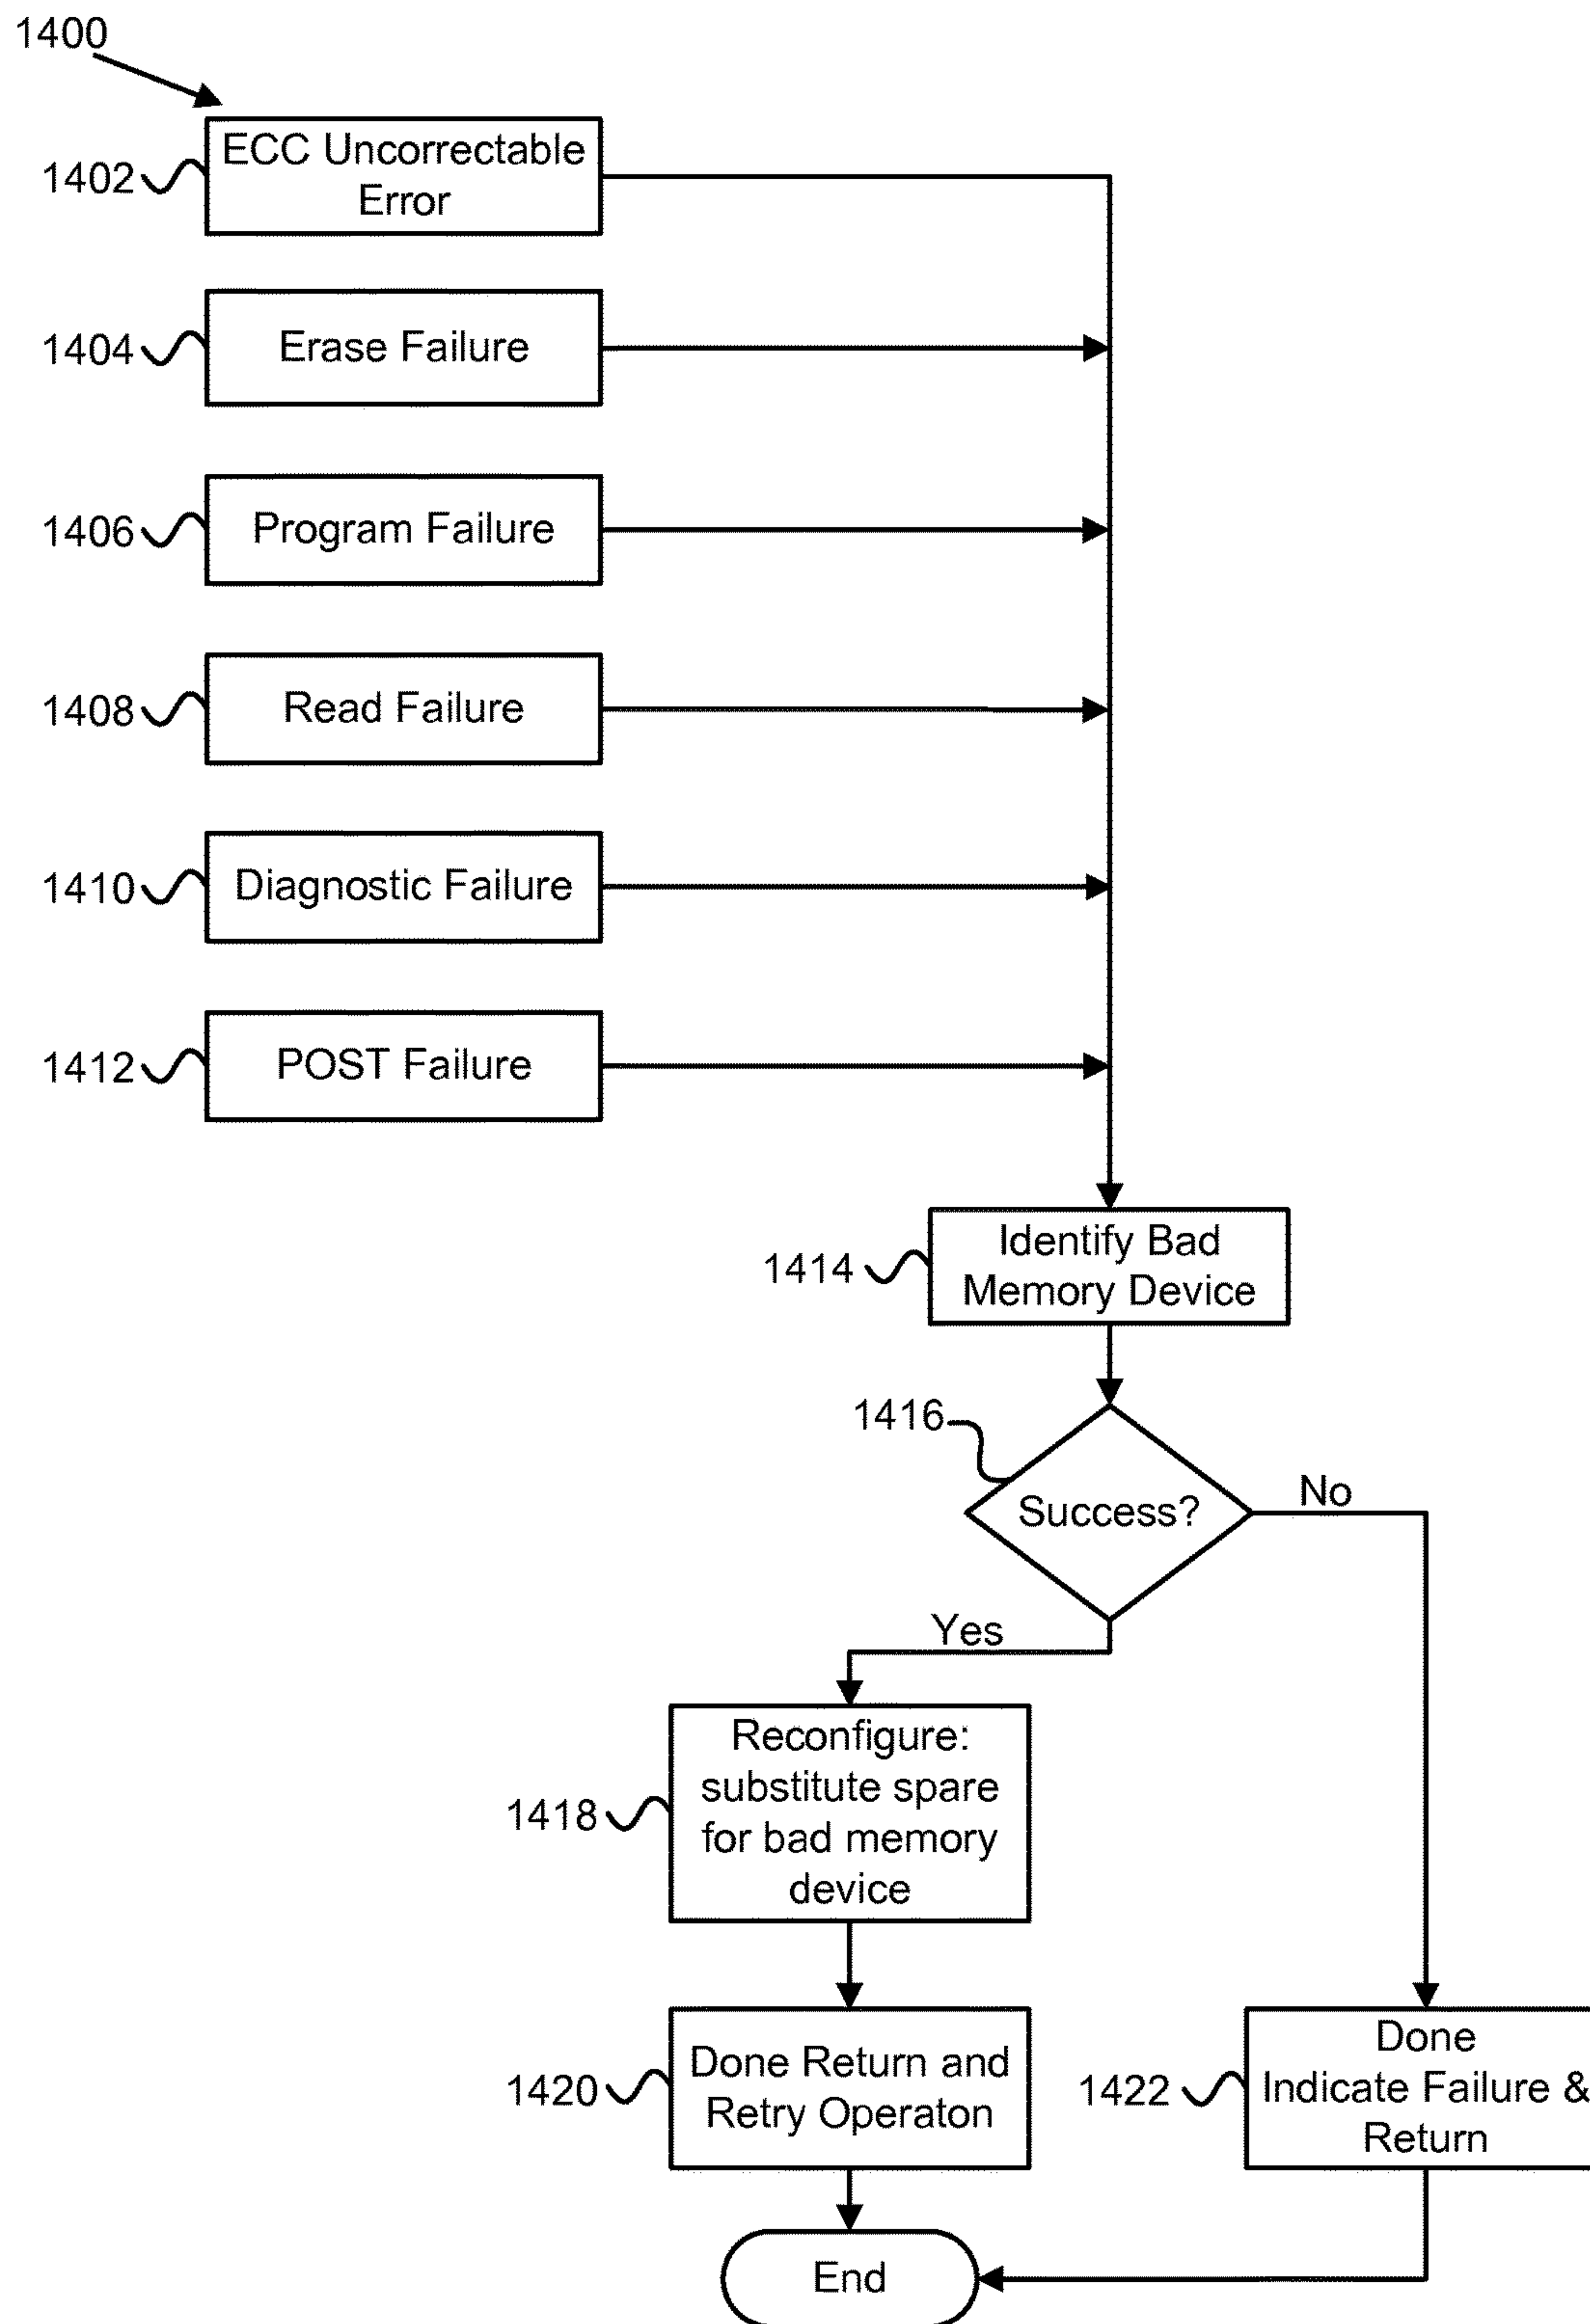 1400
1402
ECC Uncorrectable
Error
1404
Erase Failure
1406
Program Failure
1408
Read Failure
1410
Diagnostic Failure
1412
POST Failure
1414
Identify Bad
Memory Device
1416
Success?
No
Yes
1418
Reconfigure:
substitute spare
for bad memory
device
1420
Done Return and
Retry Operaton
1422
Done
Indicate Failure &
Return
End